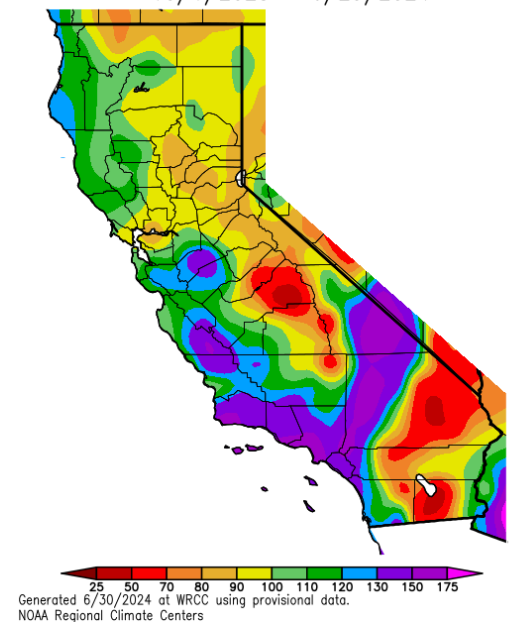 25 50 70 80 90 100 110 120 130 150 175
Generated 6/30/2024 at WRCC using provisional data.
NOAA Regional Climate Centers